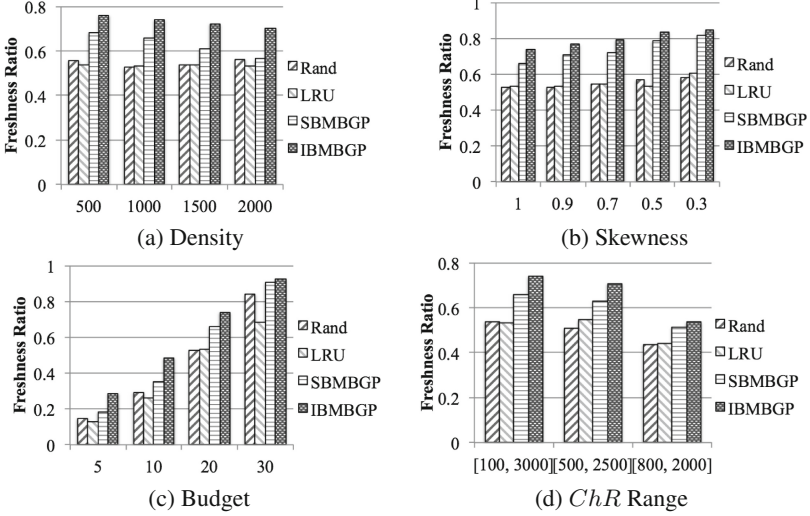 Freshness Ratio
0.8
0.6
0.4
0.2
0
500 1000 1500 2000
Rand
LRU
SBMBGP
IBMBGP
(a) Density
Freshness Ratio
1
0.8
0.6
0.4
0.2
0
1 0.9 0.7 0.5 0.3
Rand
LRU
SBMBGP
IBMBGP
(b) Skewness
Freshness Ratio
1
0.8
0.6
0.4
0.2
0
5 10 20 30
Rand
LRU
SBMBGP
IBMBGP
(c) Budget
Freshness Ratio
0.8
0.6
0.4
0.2
0
[100, 3000][500, 2500][800, 2000]
Rand
LRU
SBMBGP
IBMBGP
(d) ChR Range